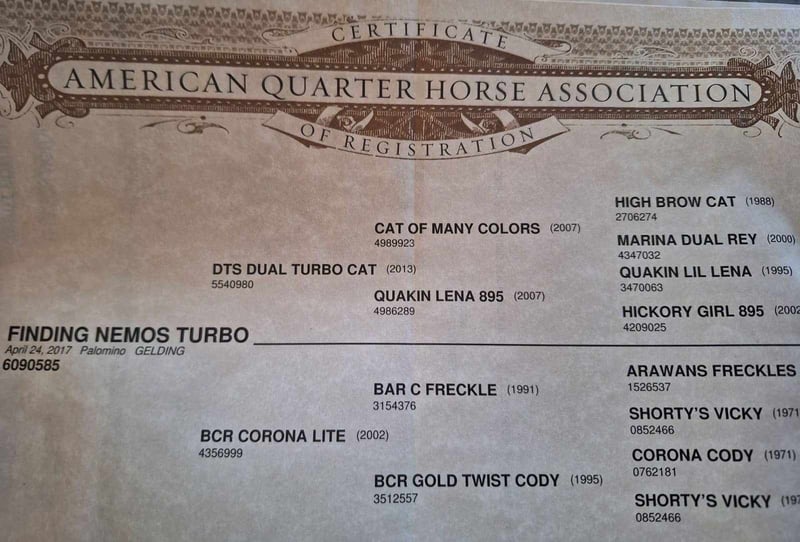 CERTIFICATE
AMERICAN QUARTER HORSE ASSOCIATION
OF REGISTRATION
HIGH BROW CAT (1988)
2706274
CAT OF MANY COLORS (2007)
4989923
MARINA DUAL REY (2000)
4347032
DTS DUAL TURBO CAT (2013)
5540980
QUAKIN LIL LENA (1995)
3470063
QUAKIN LENA 895 (2007)
4986289
HICKORY GIRL 895 (2002
4209025
FINDING NEMOS TURBO
April 24, 2017 Palomino GELDING
6090585
ARAWANS FRECKLES
1526537
BAR C FRECKLE (1991)
3154376
SHORTY'S VICKY (1971
0852466
BCR CORONA LITE (2002)
4356999
CORONA CODY (1971)
0762181
BCR GOLD TWIST CODY (1995)
3512557
SHORTY'S VICKY (197
0852466